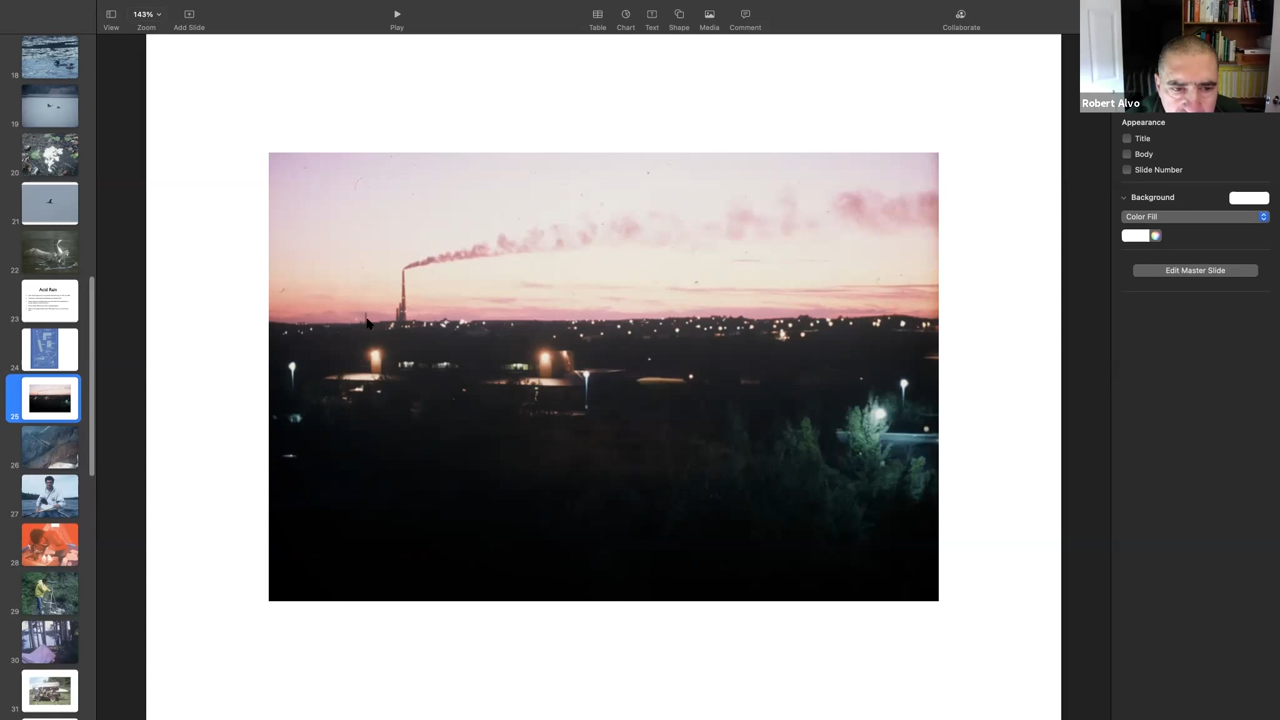 143%
View
Zoom
Add Slide
Play
Table
Chart
Text
Shape
Media
Comment
Collaborate
Robert Alvo
18
19
20
21
22
Acid Rain
23
24
25
26
27
28
29
30
31
Appearance
Title
Body
Slide Number
Background
Color Fill
Edit Master Slide